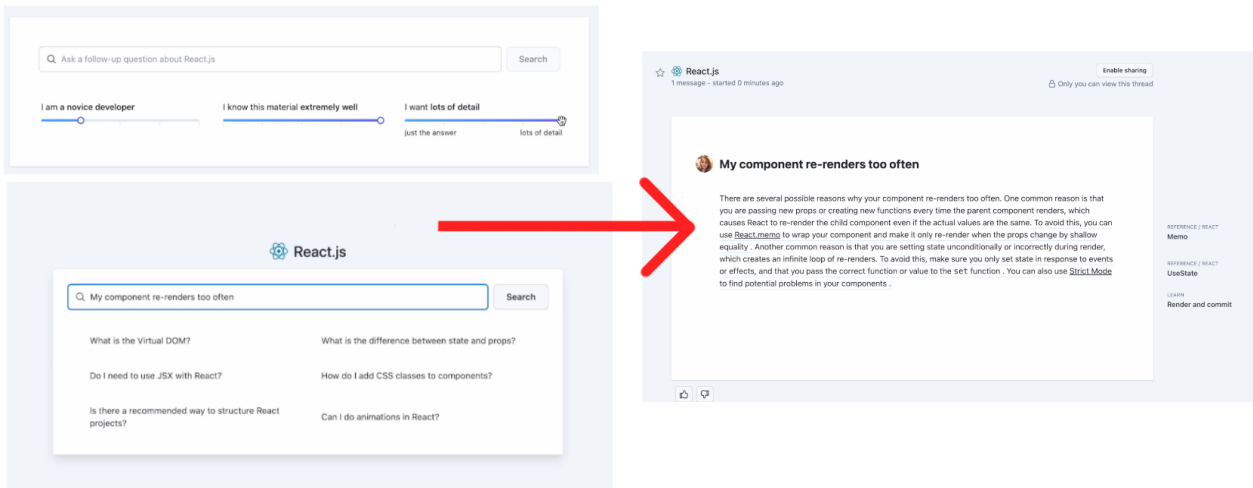 Ask a follow-up question about React.js
Search
I am a novice developer
I know this material extremely well
I want lots of detail
just the answer
lots of detail
React.js
My component re-renders too often
Search
What is the Virtual DOM?
What is the difference between state and props?
Do I need to use JSX with React?
How do I add CSS classes to components?
Is there a recommended way to structure React
projects?
Can I do animations in React?
React.js
1 message - started 0 minutes ago
Enable sharing
Only you can view this thread
My component re-renders too often
There are several possible reasons why your component re-renders too often. One common reason is that
you are passing new props or creating new functions every time the parent component renders, which
causes React to re-render the child component even if the actual values are the same. To avoid this, you can
use React.memo to wrap your component and make it only re-render when the props change by shallow
equality . Another common reason is that you are setting state unconditionally or incorrectly during render,
which creates an infinite loop of re-renders. To avoid this, make sure you only set state in response to events
or effects, and that you pass the correct function or value to the set function . You can also use Strict Mode
to find potential problems in your components .
REFERENCE / REACT
Memo
REFERENCE / REACT
UseState
LEARN
Render and commit